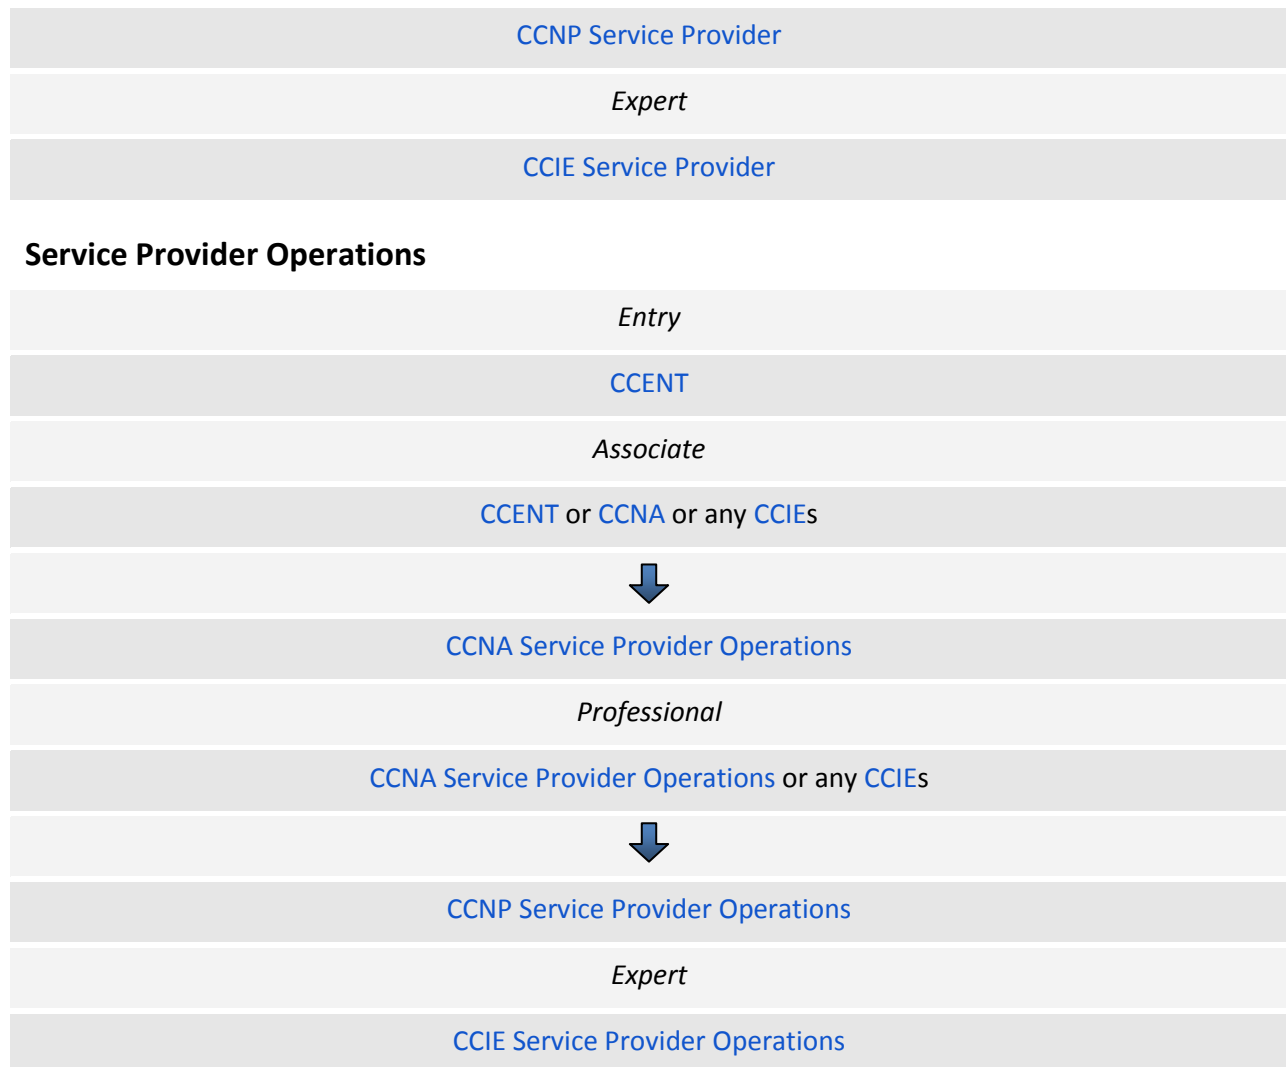 CCNP Service Provider
Expert
CCIE Service Provider
Service Provider Operations
Entry
CCENT
Associate
CCENT or CCNA or any CCIEs
CCNA Service Provider Operations
Professional
CCNA Service Provider Operations or any CCIEs
CCNP Service Provider Operations
Expert
CCIE Service Provider Operations